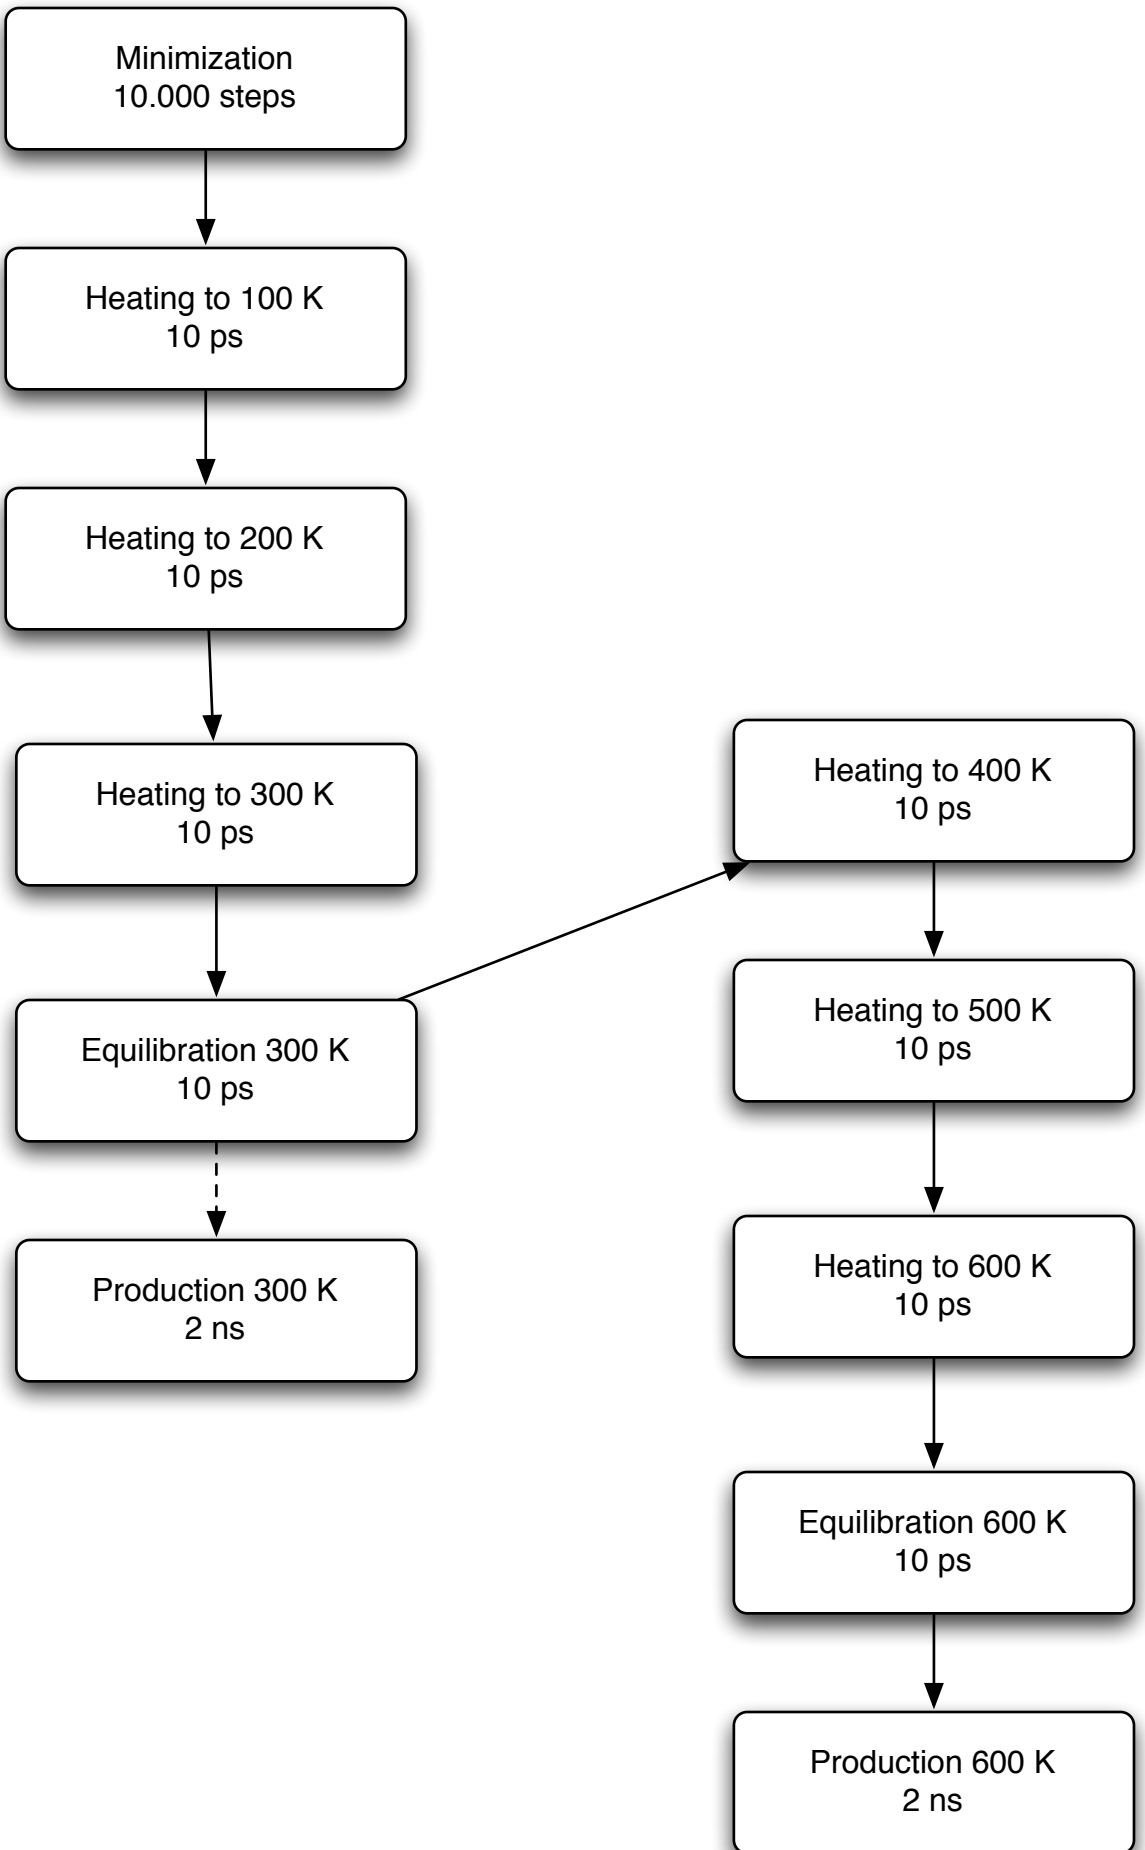 Minimization
10.000 steps
Heating to 100 K
10 ps
Heating to 200 K
10 ps
Heating to 300 K
10 ps
Equilibration 300 K
10 ps
Production 300 K
2 ns
Heating to 400 K
10 ps
Heating to 500 K
10 ps
Heating to 600 K
10 ps
Equilibration 600 K
10 ps
Production 600 K
2 ns